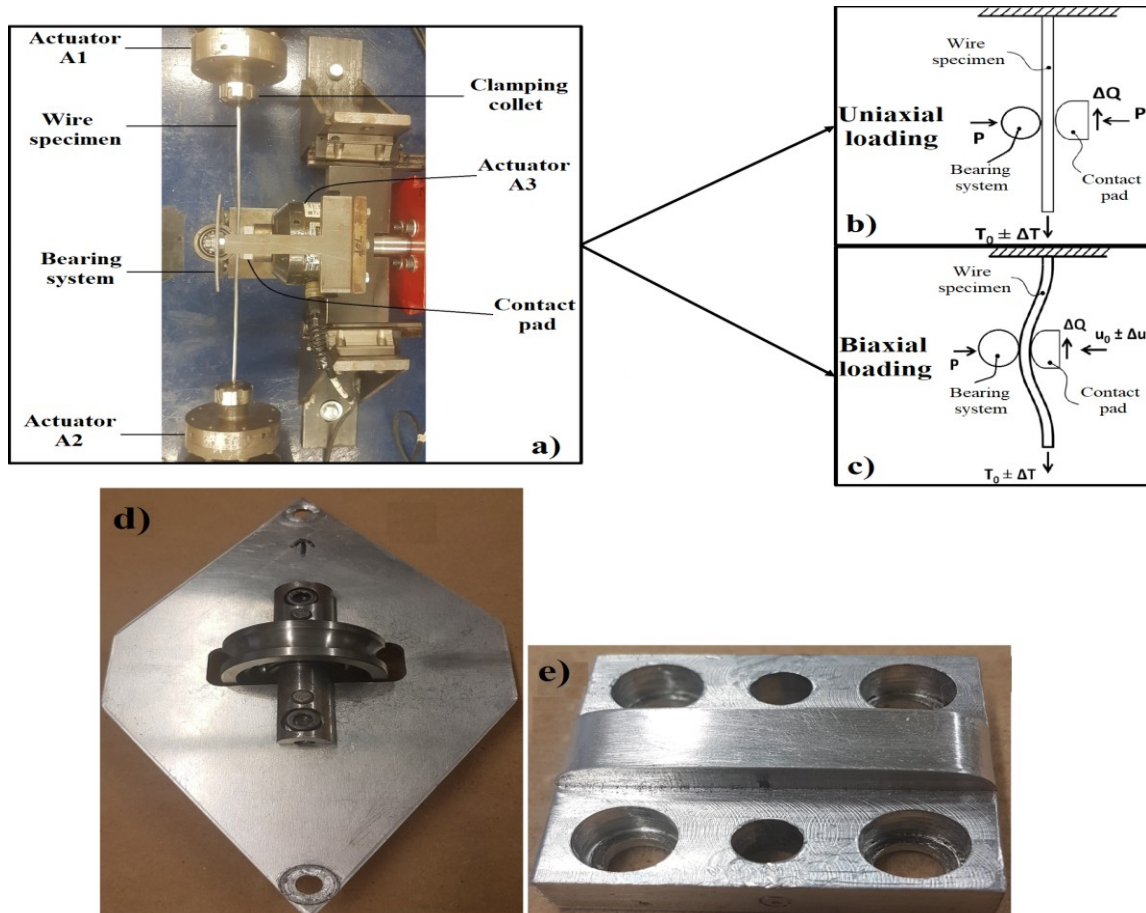 Actuator
A1
Clamping
collet
Wire
specimen
Actuator
A3
Bearing
system
Contact
pad
Actuator
A2
a)
Wire
specimen
Uniaxial
loading
ΔQ
P
P
Bearing
system
Contact
pad
b)
T₀ ± ΔT
Wire
specimen
Biaxial
loading
ΔQ
u₀ ± Δu
P
Bearing
system
Contact
pad
c)
T₀ ± ΔT
d)
e)